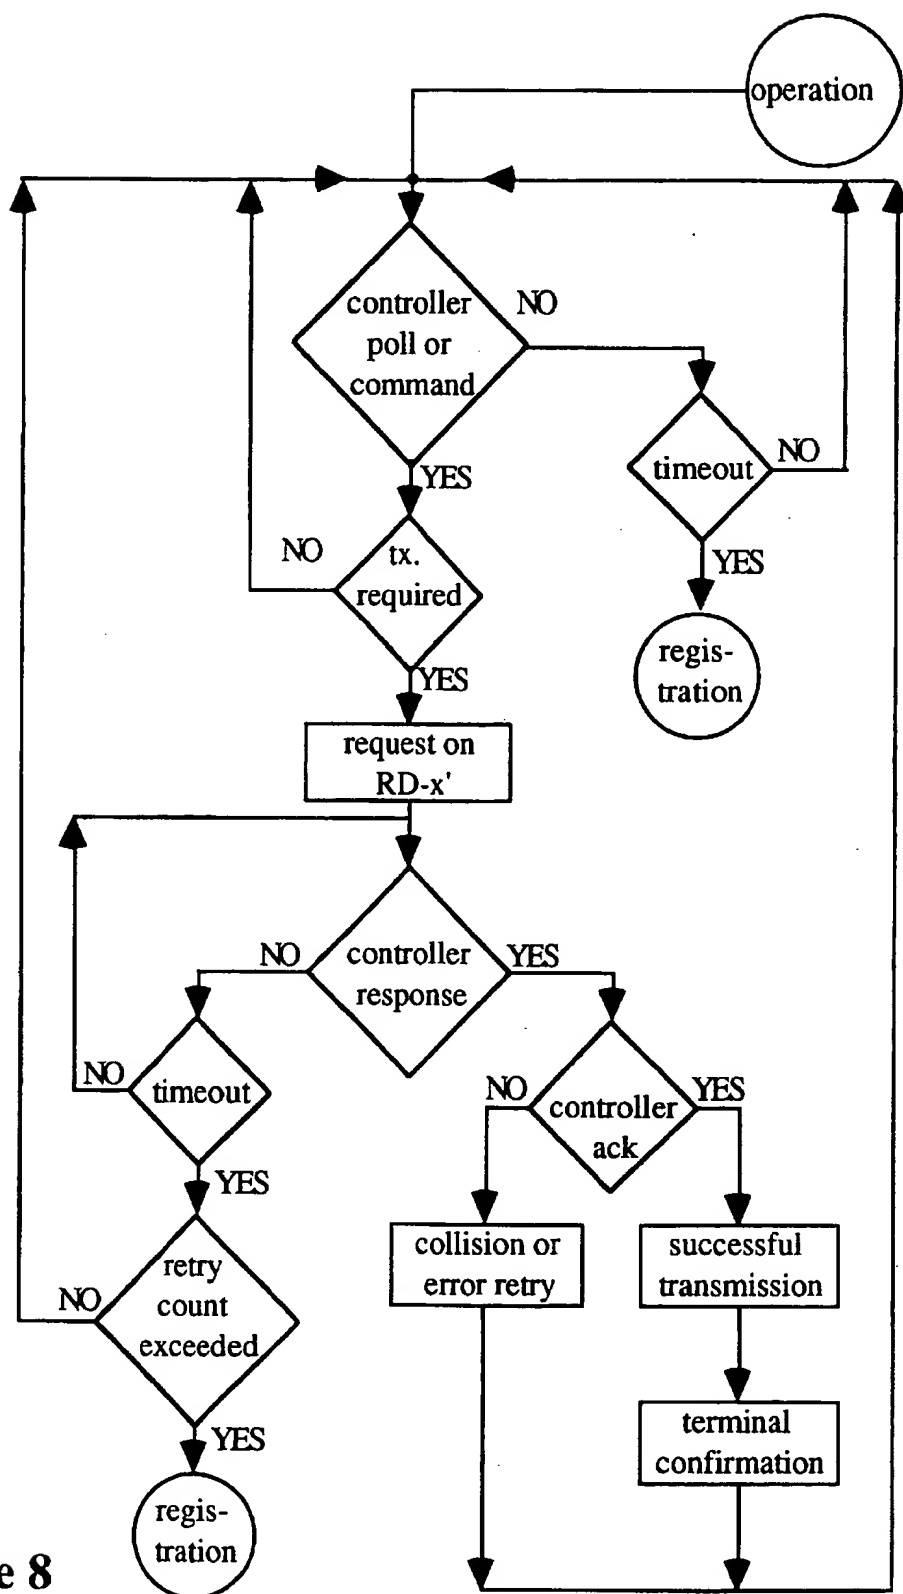 operation
controller
poll or
command
NO
YES
timeout
NO
YES
regis-
tration
NO
tx.
required
YES
request on
RD-x'
NO
controller
response
YES
NO
timeout
YES
NO
controller
ack
YES
retry
count
exceeded
NO
YES
collision or
error retry
successful
transmission
terminal
confirmation
regis-
tration
8